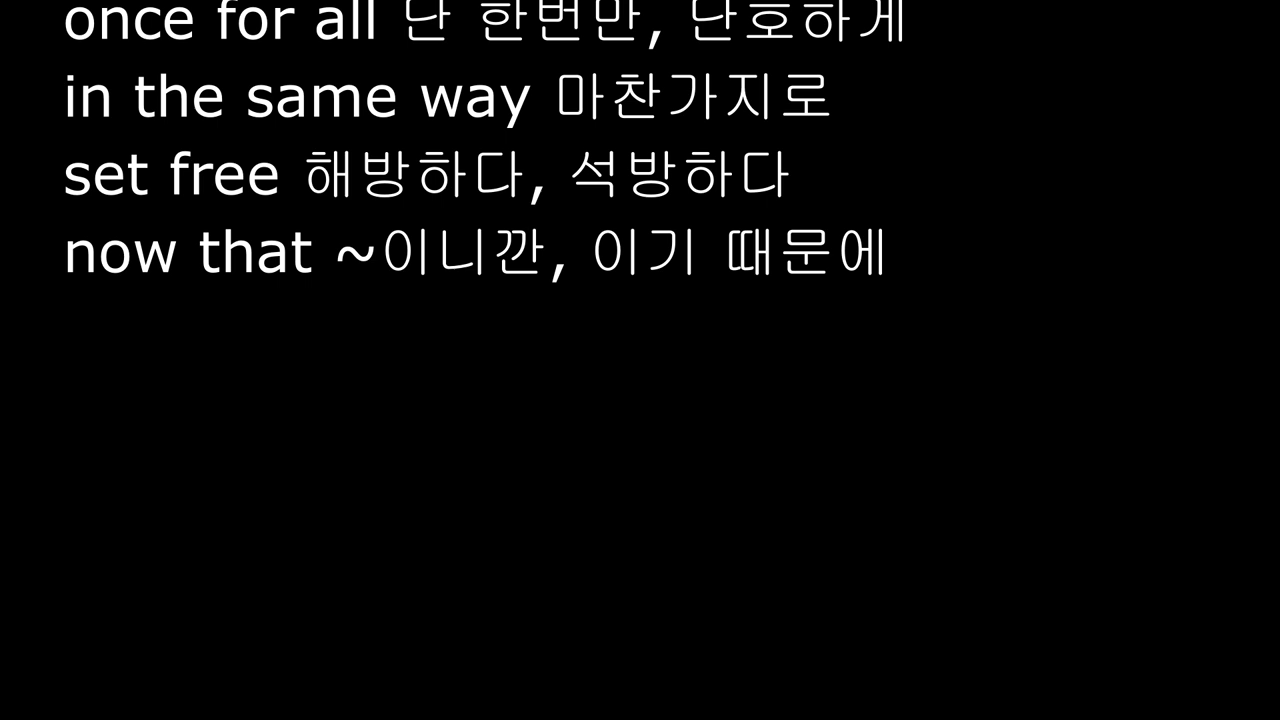 once for all 단 한번만, 단호하게
in the same way 마찬가지로
set free 해방하다, 석방하다
now that ~이니깐, 이기 때문에